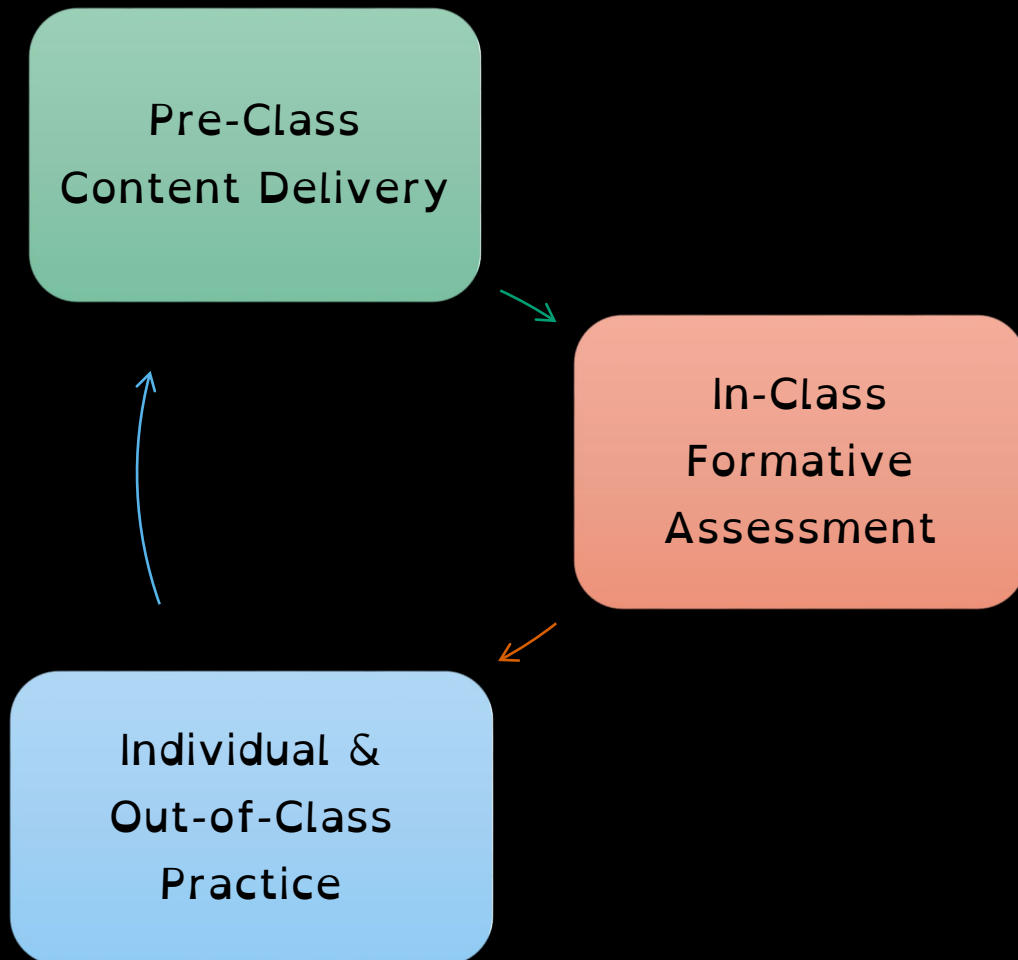 Pre-Class
Content Delivery
In-Class
Formative
Assessment
Individual &
Out-of-Class
Practice